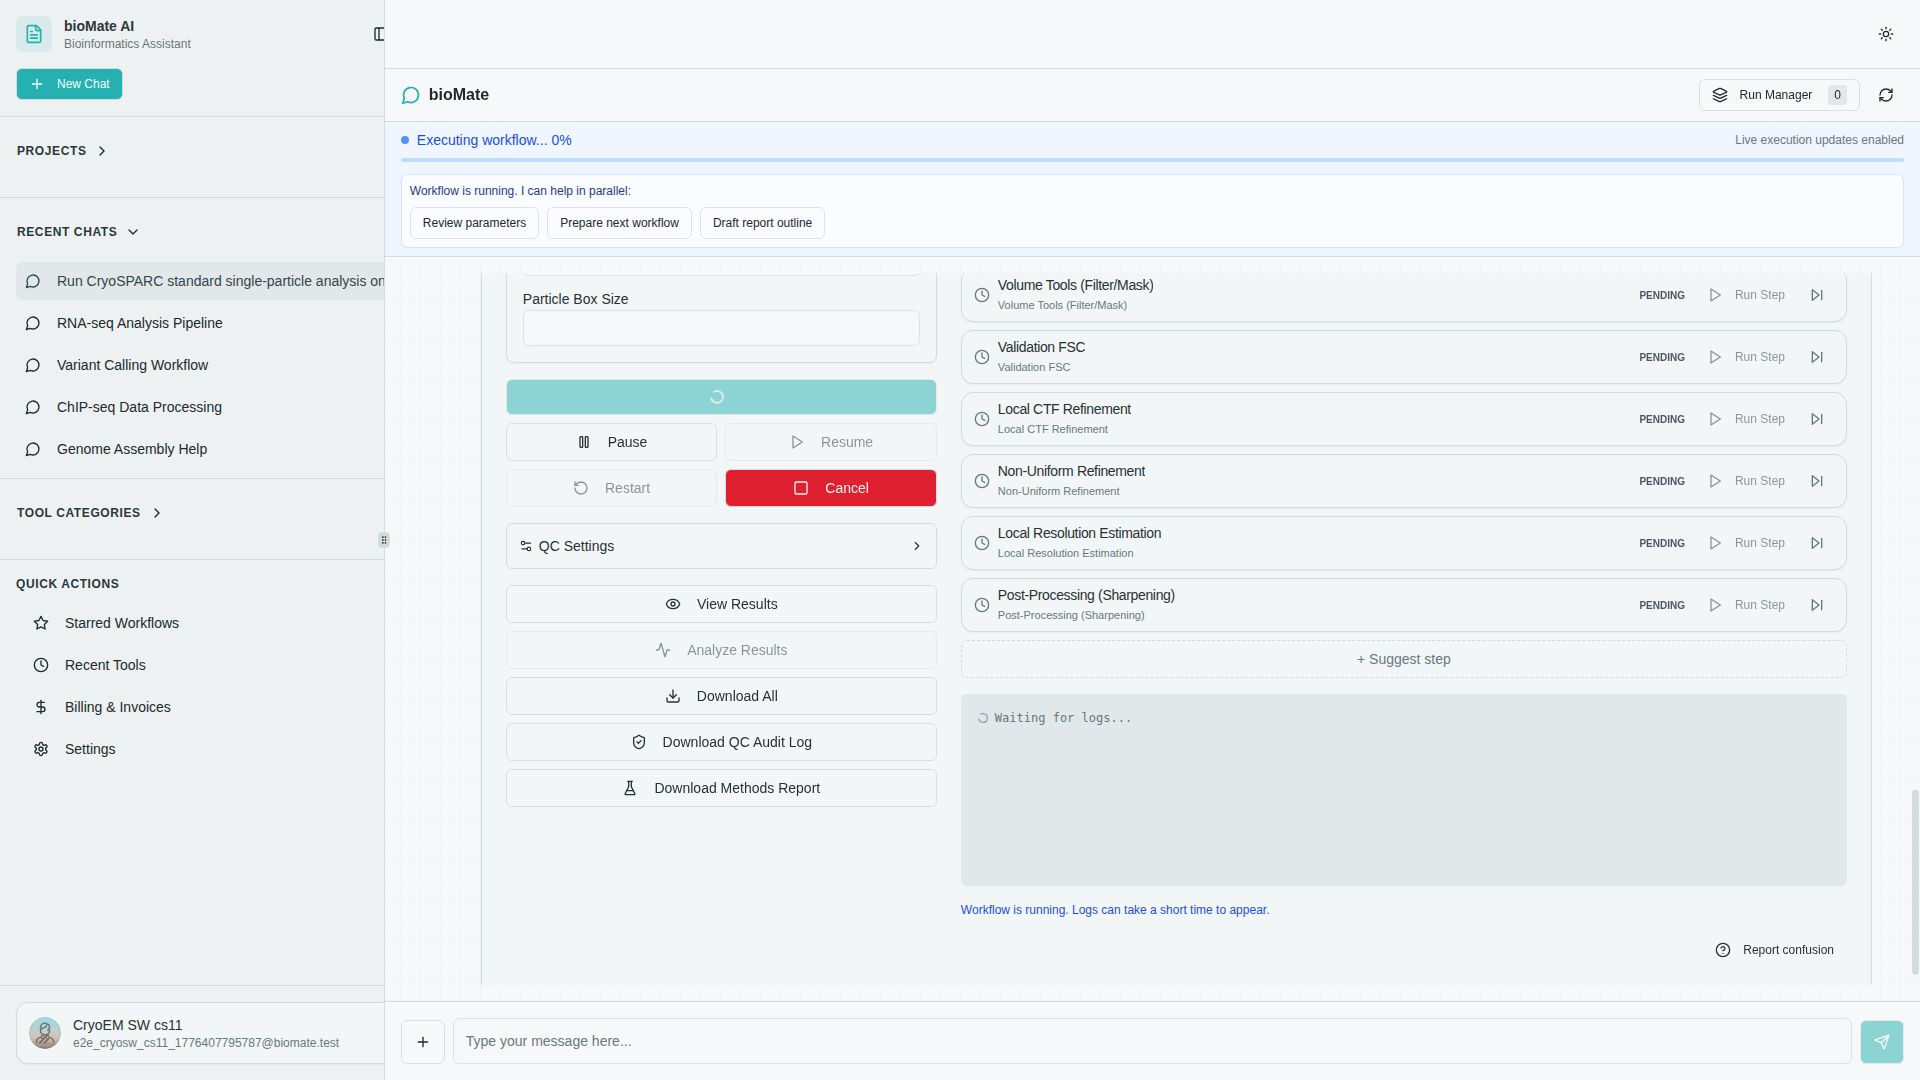 bioMate AI
Bioinformatics Assistant
New Chat
PROJECTS
RECENT CHATS
Run CryoSPARC standard single-particle analysis on
RNA-seq Analysis Pipeline
Variant Calling Workflow
ChIP-seq Data Processing
Genome Assembly Help
TOOL CATEGORIES
QUICK ACTIONS
Starred Workflows
Recent Tools
Billing & Invoices
Settings
CryoEM SW cs11
e2e_cryosw_cs11_1776407795787@biomate.test
bioMate
Run Manager 0
Executing workflow... 0%
Live execution updates enabled
Workflow is running. I can help in parallel:
Review parameters
Prepare next workflow
Draft report outline
Particle Box Size
Pause
Resume
Restart
Cancel
QC Settings
View Results
Analyze Results
Download All
Download QC Audit Log
Download Methods Report
Volume Tools (Filter/Mask)
Volume Tools (Filter/Mask)
PENDING
Run Step
Validation FSC
Validation FSC
PENDING
Run Step
Local CTF Refinement
Local CTF Refinement
PENDING
Run Step
Non-Uniform Refinement
Non-Uniform Refinement
PENDING
Run Step
Local Resolution Estimation
Local Resolution Estimation
PENDING
Run Step
Post-Processing (Sharpening)
Post-Processing (Sharpening)
PENDING
Run Step
+ Suggest step
Waiting for logs...
Workflow is running. Logs can take a short time to appear.
Report confusion
Type your message here...